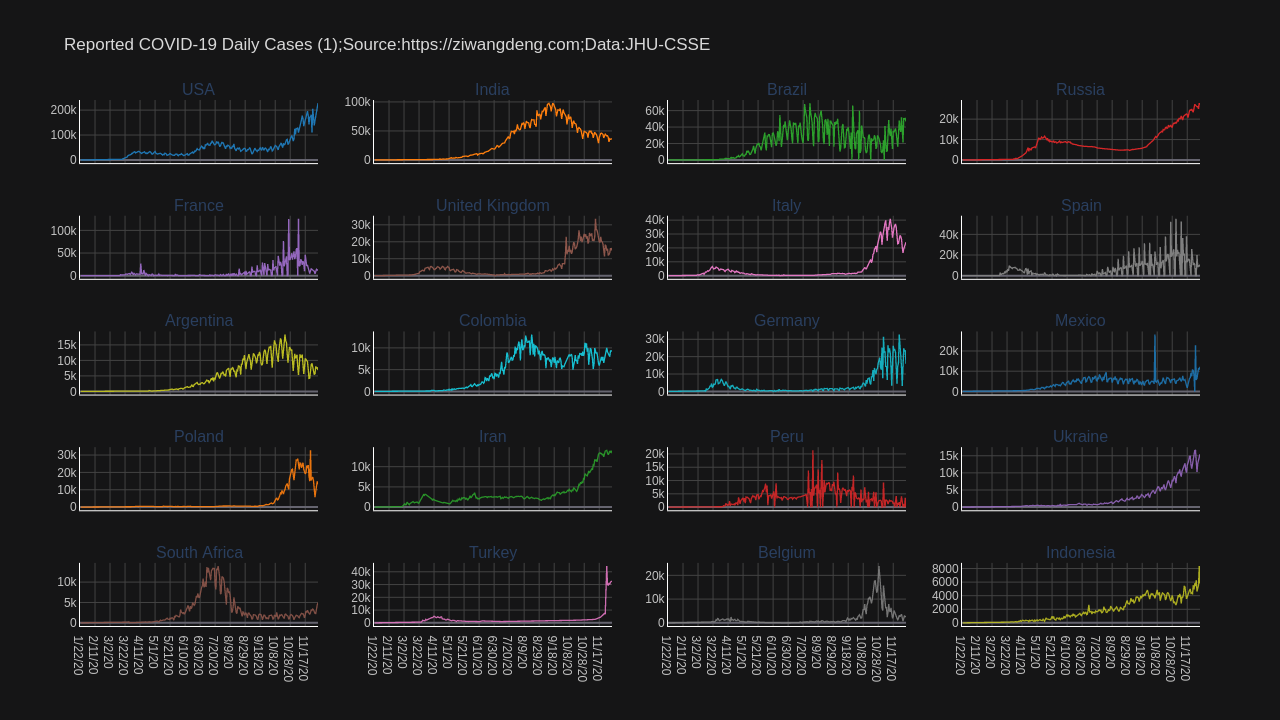 Reported COVID-19 Daily Cases (1);Source:https://ziwangdeng.com;Data:JHU-CSSE
USA
India
Brazil
Russia
200k
100k
0
100k
50k
0
60k
40k
20k
0
20k
10k
0
France
United Kingdom
Italy
Spain
100k
50k
0
30k
20k
10k
0
40k
30k
20k
10k
0
40k
20k
0
Argentina
Colombia
Germany
Mexico
15k
10k
5k
0
10k
5k
0
30k
20k
10k
0
20k
10k
0
Poland
Iran
Peru
Ukraine
30k
20k
10k
0
10k
5k
0
20k
15k
10k
5k
0
15k
10k
5k
0
South Africa
Turkey
Belgium
Indonesia
10k
5k
0
40k
30k
20k
10k
0
20k
10k
0
8000
6000
4000
2000
0
1/22/20 2/11/20 3/2/20 3/22/20 4/11/20 5/1/20 5/21/20 6/10/20 6/30/20 7/20/20 8/9/20 8/29/20 9/18/20 10/8/20 10/28/20 11/17/20
1/22/20 2/11/20 3/2/20 3/22/20 4/11/20 5/1/20 5/21/20 6/10/20 6/30/20 7/20/20 8/9/20 8/29/20 9/18/20 10/8/20 10/28/20 11/17/20
1/22/20 2/11/20 3/2/20 3/22/20 4/11/20 5/1/20 5/21/20 6/10/20 6/30/20 7/20/20 8/9/20 8/29/20 9/18/20 10/8/20 10/28/20 11/17/20
1/22/20 2/11/20 3/2/20 3/22/20 4/11/20 5/1/20 5/21/20 6/10/20 6/30/20 7/20/20 8/9/20 8/29/20 9/18/20 10/8/20 10/28/20 11/17/20